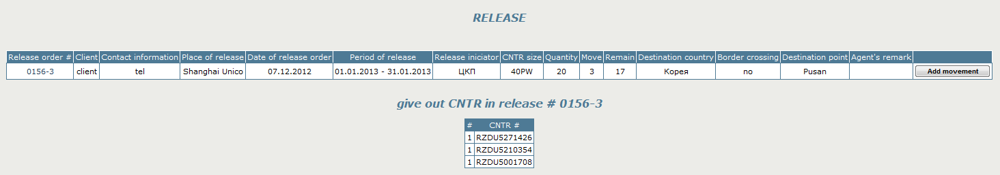 RELEASE
Release order # Client Contact information Place of release Date of release order Period of release Release iniciator CNTR size Quantity Move Remain Destination country Border crossing Destination point Agent's remark
0156-3 client tel Shanghai Unico 07.12.2012 01.01.2013 - 31.01.2013 ЦКП 40PW 20 3 17 Корея no Pusan Add movement
give out CNTR in release # 0156-3
# CNTR #
1 RZDU5271426
1 RZDU5210354
1 RZDU5001708